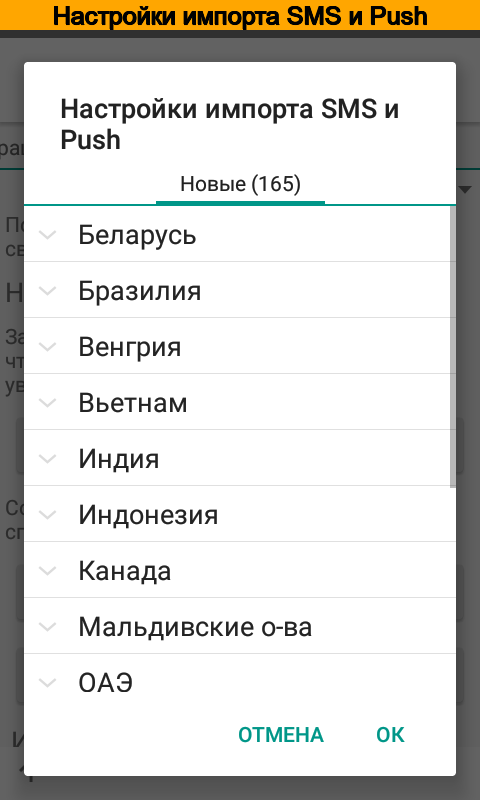 Настройки импорта SMS и Push
Настройки импорта SMS и
Push
Новые (165)
Беларусь
Бразилия
Венгрия
Вьетнам
Индия
Индонезия
Канада
Мальдивские о-ва
ОАЭ
ОТМЕНА
ОК